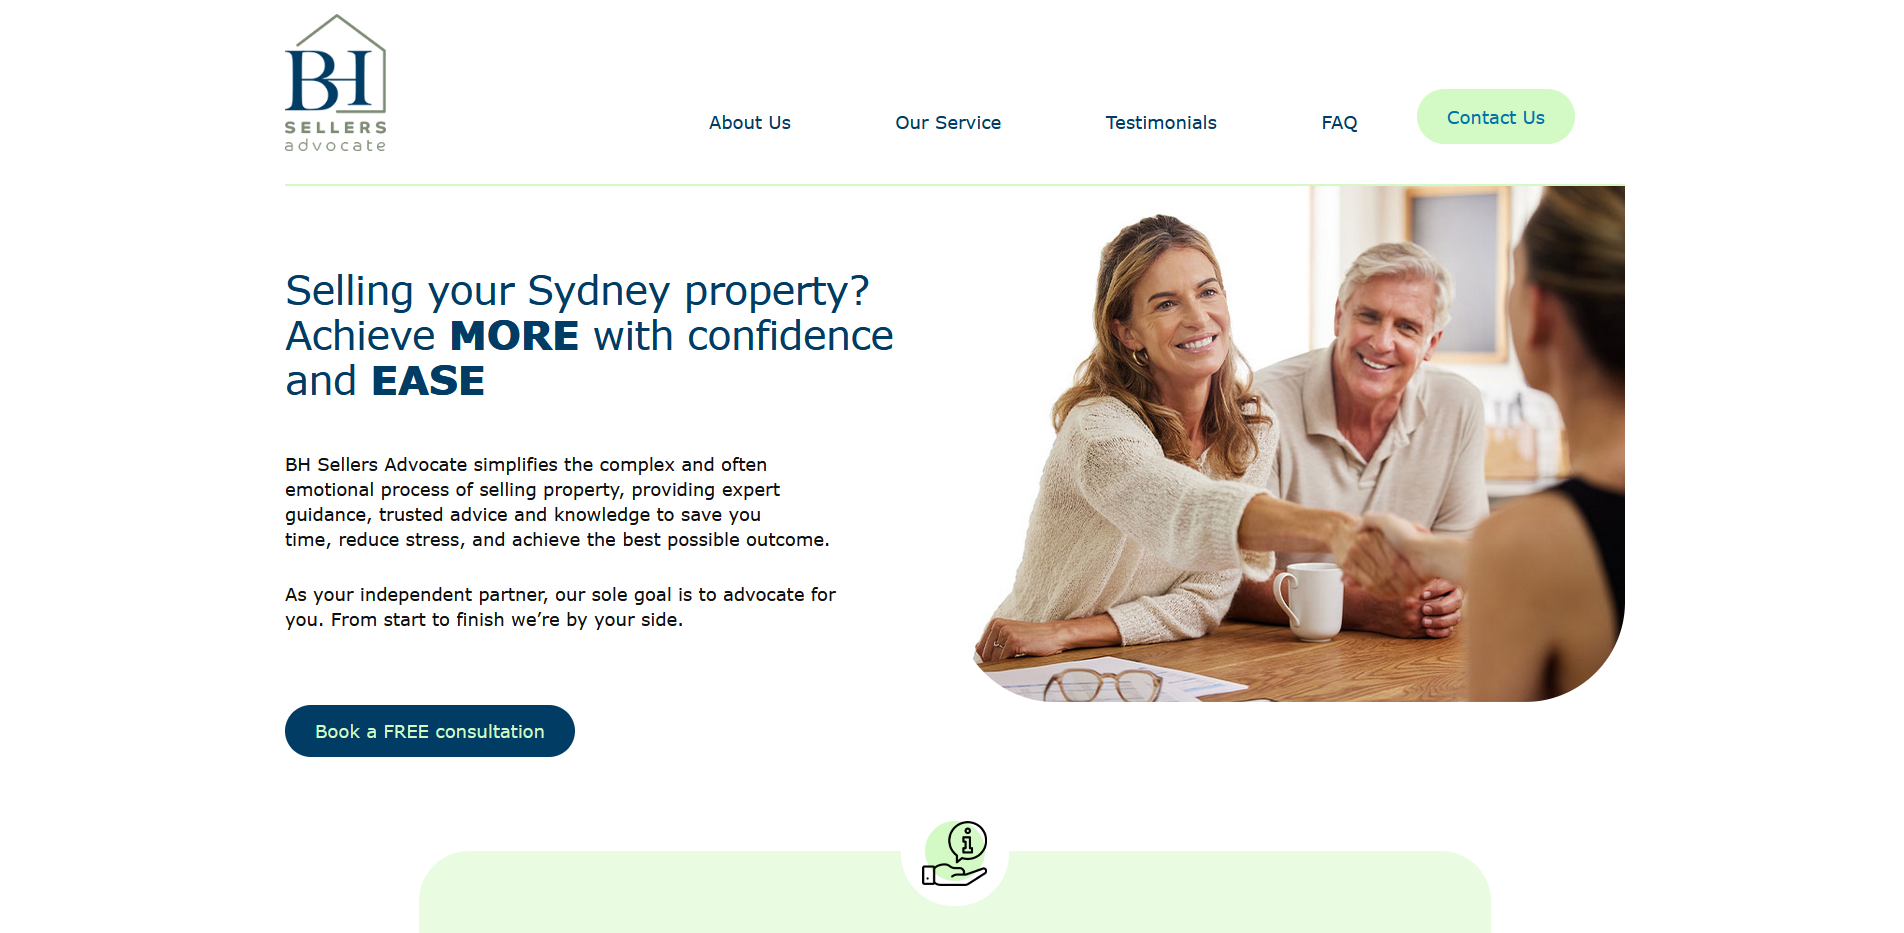 BH
SELLERS
advocate
About Us
Our Service
Testimonials
FAQ
Contact Us
Selling your Sydney property?
Achieve MORE with confidence
and EASE
BH Sellers Advocate simplifies the complex and often
emotional process of selling property, providing expert
guidance, trusted advice and knowledge to save you
time, reduce stress, and achieve the best possible outcome.
As your independent partner, our sole goal is to advocate for
you. From start to finish we’re by your side.
Book a FREE consultation